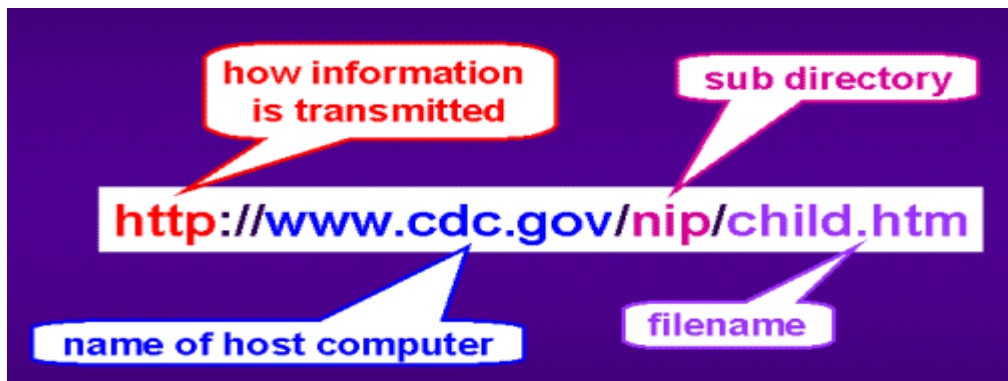 how information
is transmitted
sub directory
http://www.cdc.gov/nip/child.htm
name of host computer
filename